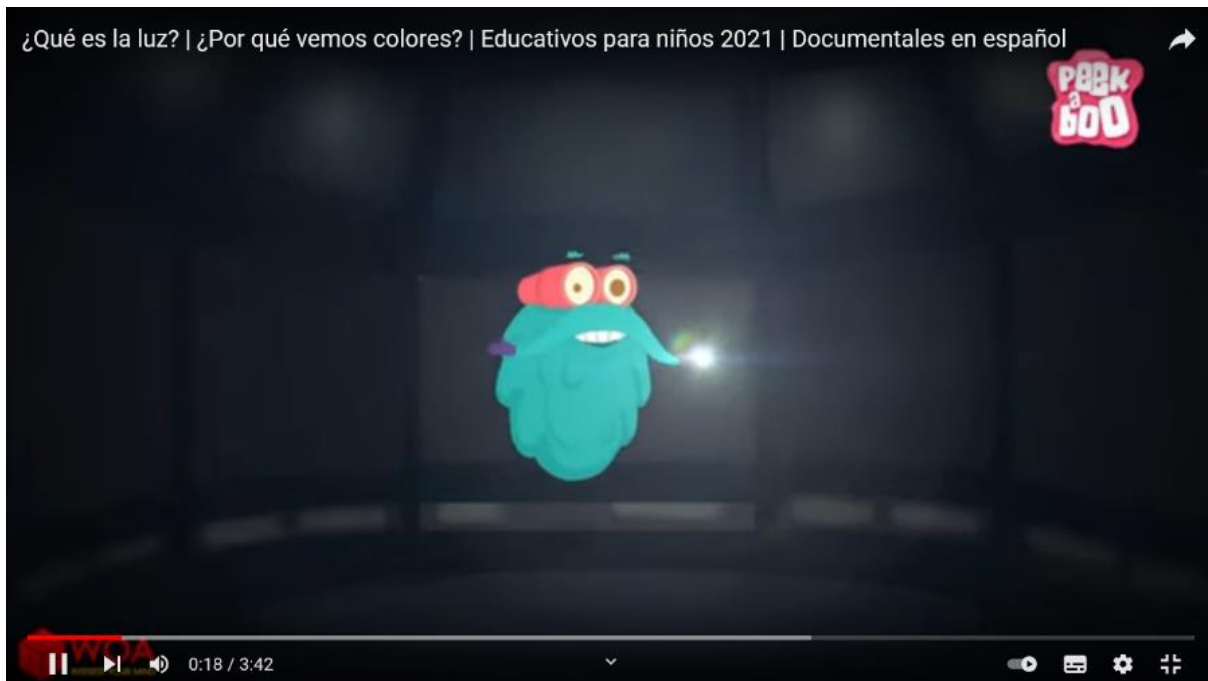 ¿Qué es la luz? | ¿Por qué vemos colores? | Educativos para niños 2021 | Documentales en español
PEEK
a
boo
WOA
0:18 / 3:42